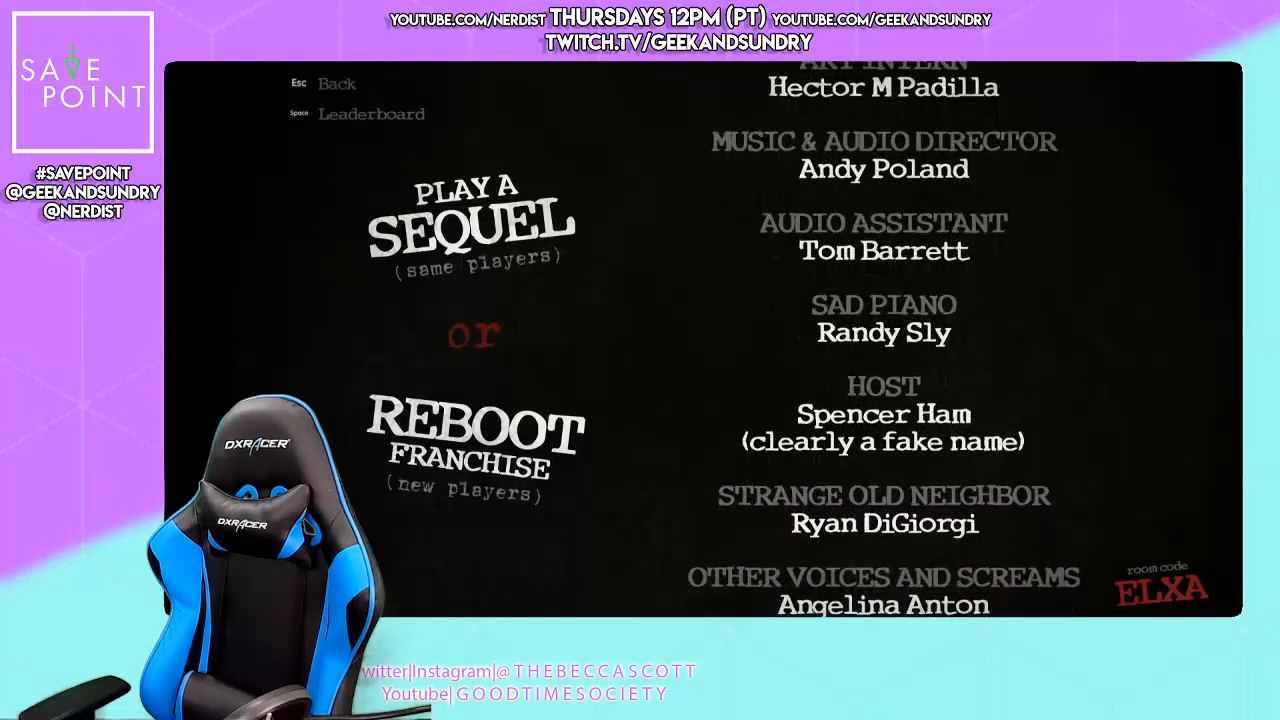 YOUTUBE.COM/NERDIST THURSDAYS 12PM (PT) YOUTUBE.COM/GEEKANDSUNDRY
TWITCH.TV/GEEKANDSUNDRY
SAVE
POINT
#SAVEPOINT
@GEEKANDSUNDRY
@NERDIST
Esc Back
Space Leaderboard
PLAY A
SEQUEL
(same players)
or
REBOOT
FRANCHISE
(new players)
ART INTERN
Hector M Padilla
MUSIC & AUDIO DIRECTOR
Andy Poland
AUDIO ASSISTANT
Tom Barrett
SAD PIANO
Randy Sly
HOST
Spencer Ham
(clearly a fake name)
STRANGE OLD NEIGHBOR
Ryan DiGiorgi
OTHER VOICES AND SCREAMS
Angelina Anton
room code
ELXA
DXRACER
DXRACER
witter|Instagram|@THEBECCASCOTT
Youtube|GOODTIMESOCIETY